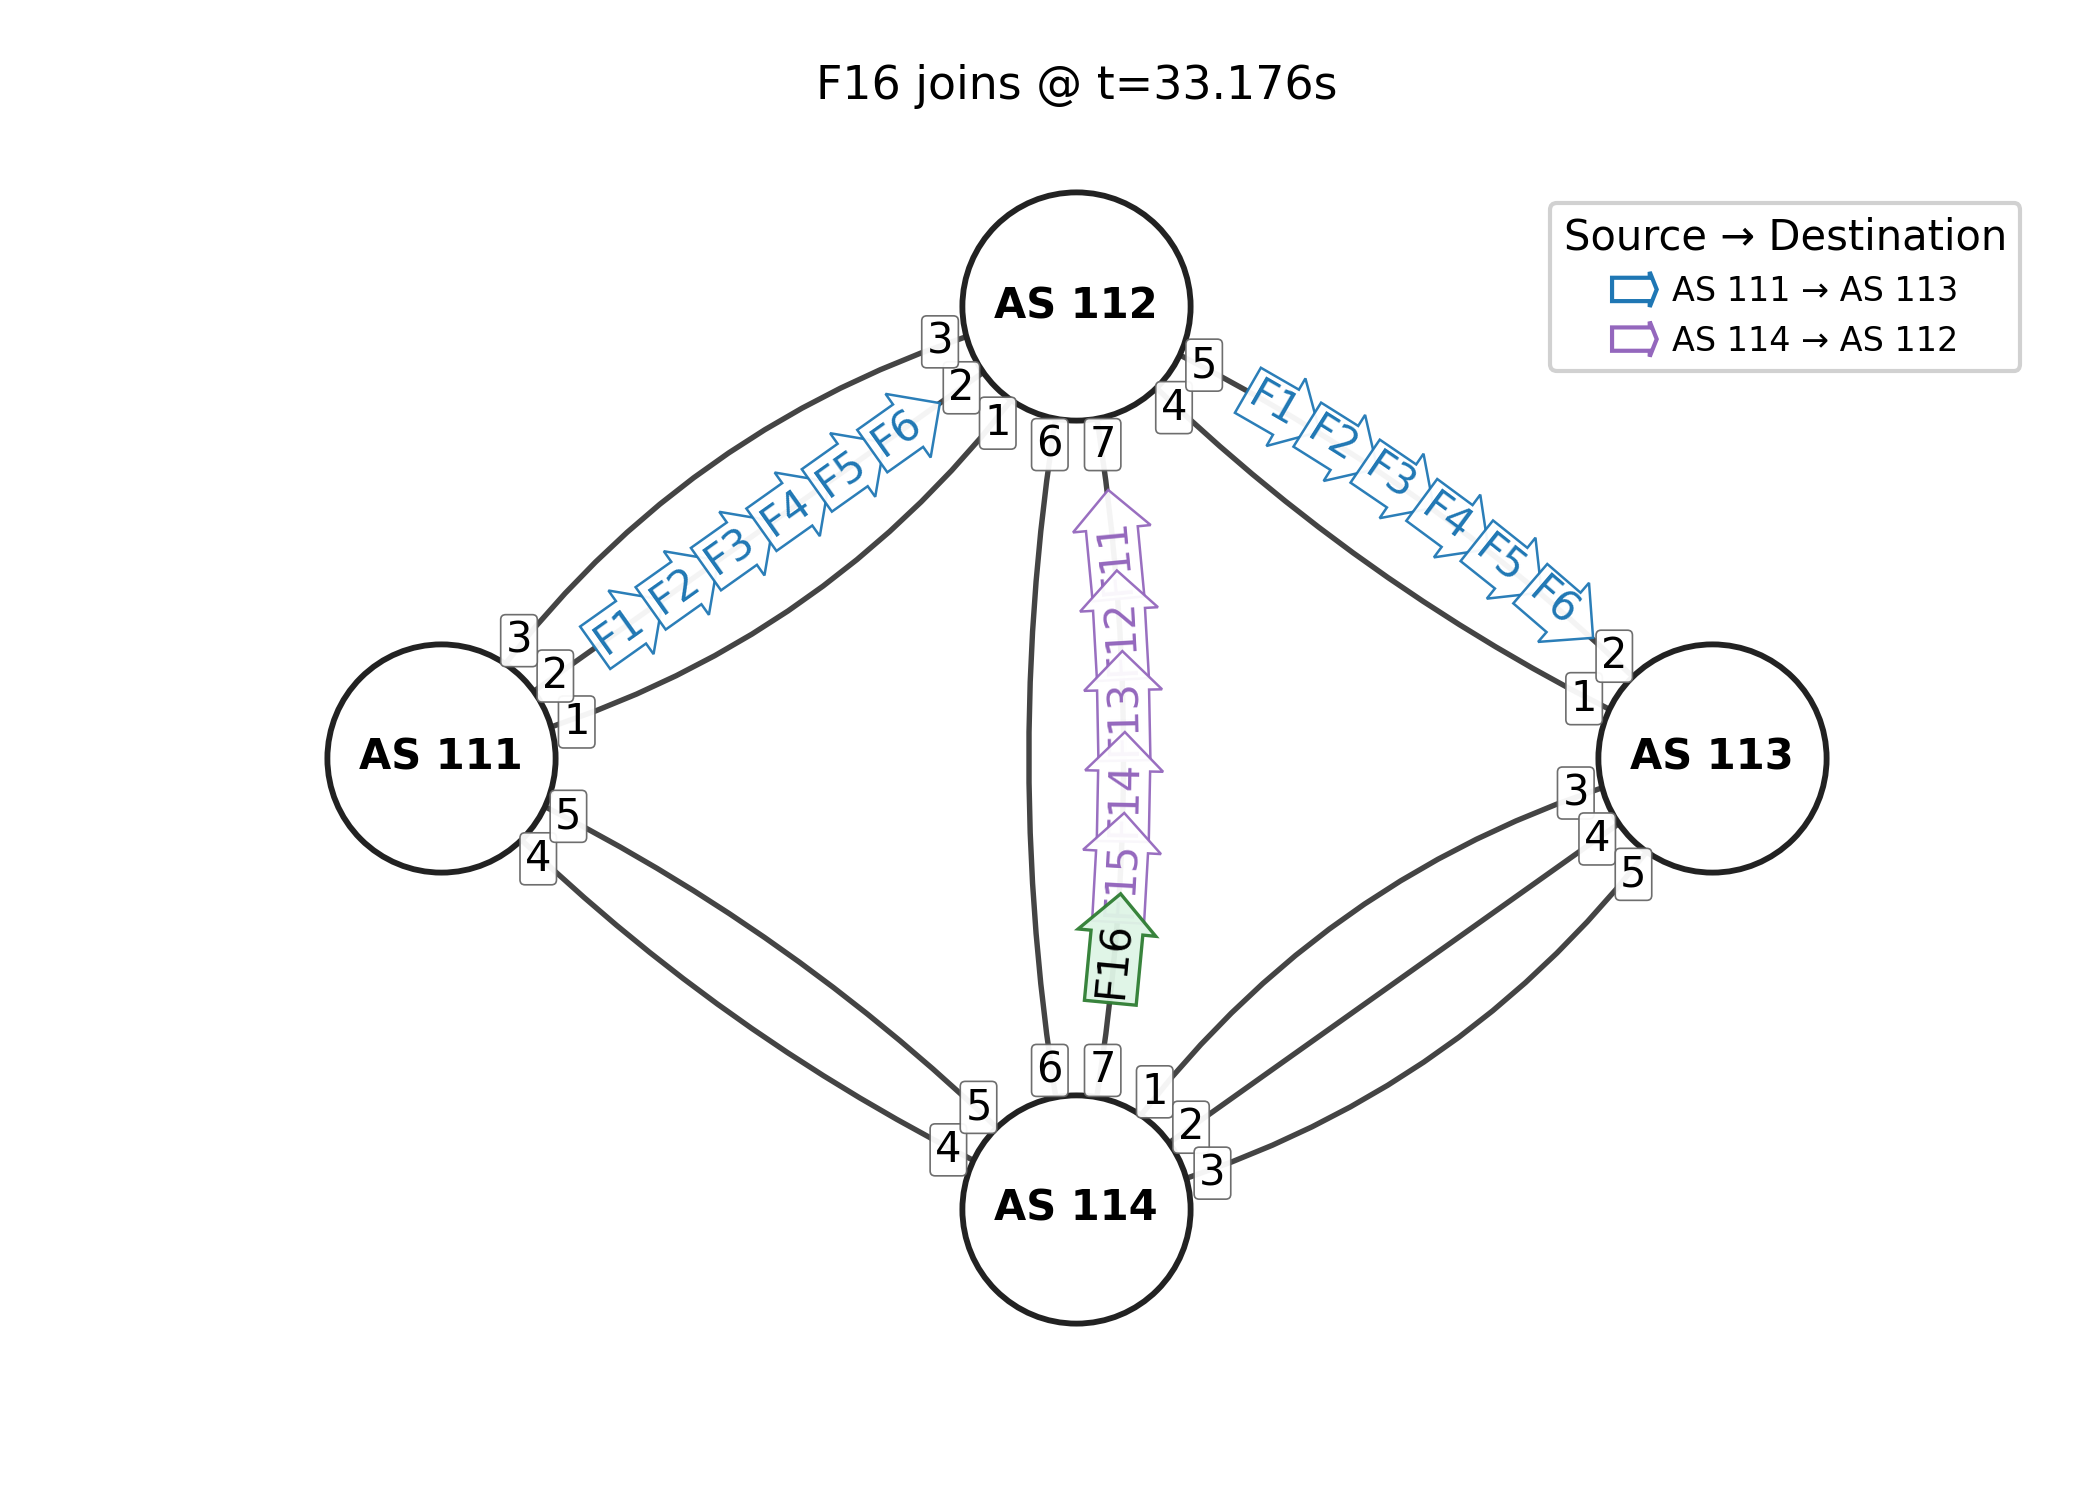 F16 joins @ t=33.176s
Source → Destination
AS 111 → AS 113
AS 114 → AS 112
AS 112
3
2
1
6
7
4
5
F1
F2
F3
F4
F5
F6
F1
F2
F3
F4
F5
F6
11
12
13
14
15
F16
AS 111
3
2
1
5
4
AS 113
2
1
3
4
5
AS 114
6
7
1
2
3
5
4